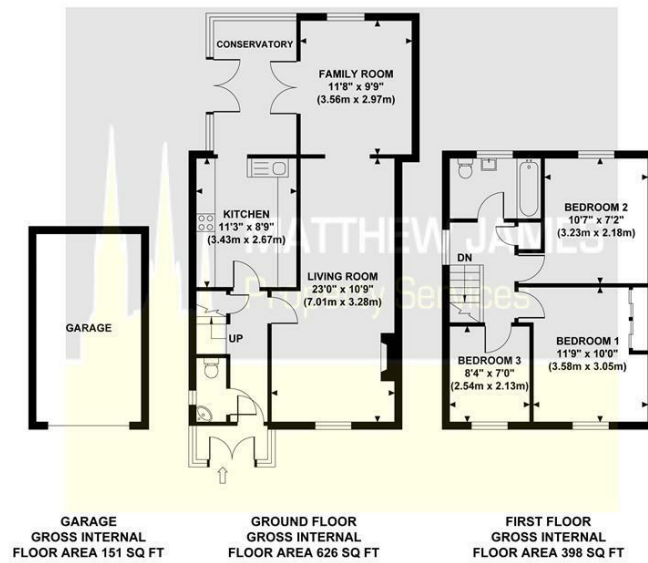 CONSERVATORY
FAMILY ROOM
11'8" x 9'9"
(3.56m x 2.97m)
KITCHEN
11'3" x 8'9"
(3.43m x 2.67m)
BEDROOM 2
10'7" x 7'2"
(3.23m x 2.18m)
MATTHEW JAMES
Property Services
DN
GARAGE
LIVING ROOM
23'0" x 10'9"
(7.01m x 3.28m)
UP
BEDROOM 3
8'4" x 7'0"
(2.54m x 2.13m)
BEDROOM 1
11'9" x 10'0"
(3.58m x 3.05m)
GARAGE
GROSS INTERNAL
FLOOR AREA 151 SQ FT
GROUND FLOOR
GROSS INTERNAL
FLOOR AREA 626 SQ FT
FIRST FLOOR
GROSS INTERNAL
FLOOR AREA 398 SQ FT